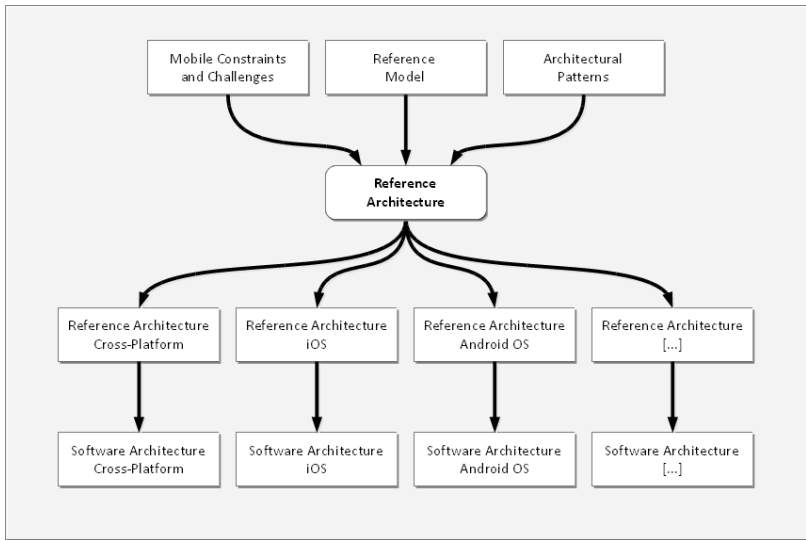 Mobile Constraints
and Challenges
Reference
Model
Architectural
Patterns
Reference
Architecture
Reference Architecture
Cross-Platform
Reference Architecture
iOS
Reference Architecture
Android OS
Reference Architecture
[...]
Software Architecture
Cross-Platform
Software Architecture
iOS
Software Architecture
Android OS
Software Architecture
[...]